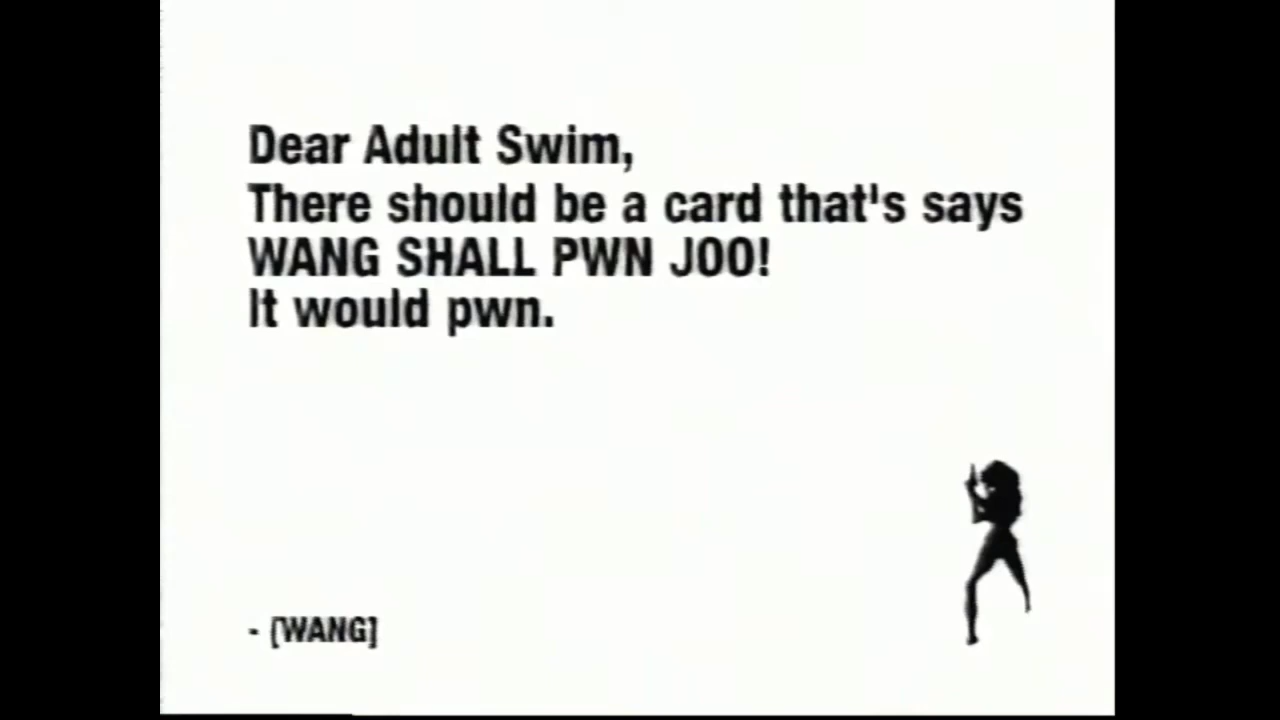 Dear Adult Swim,
There should be a card that's says
WANG SHALL PWN JOO!
It would pwn.
- [WANG]